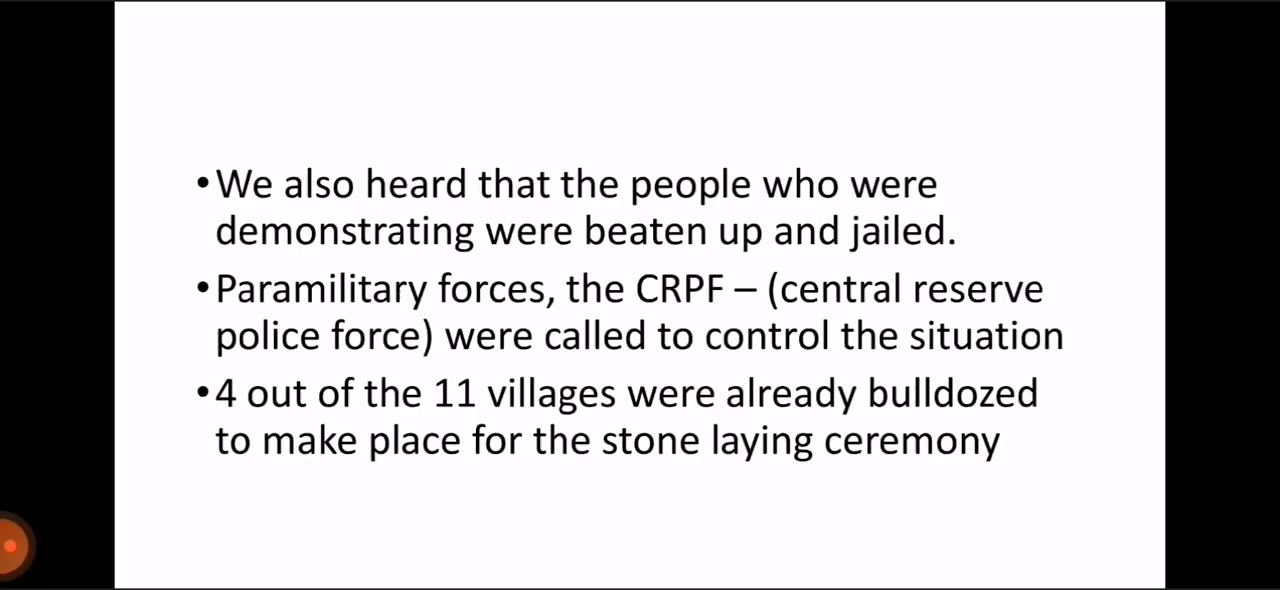 •We also heard that the people who were
demonstrating were beaten up and jailed.
•Paramilitary forces, the CRPF – (central reserve
police force) were called to control the situation
•4 out of the 11 villages were already bulldozed
to make place for the stone laying ceremony